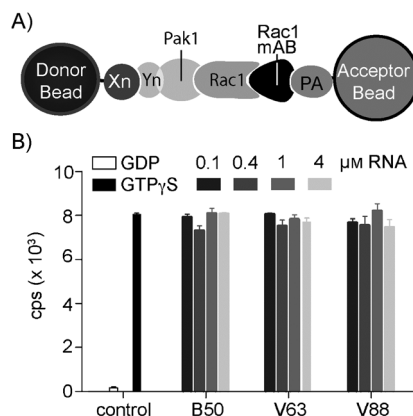 A)
Donor
Bead
Xn
Yn
Pak1
Rac1
Rac1
mAB
PA
Acceptor
Bead
B)
GDP 0.1 0.4 1 4 µM RNA
GTPγS
cps (x 10³)
10
8
6
4
2
0
control B50 V63 V88